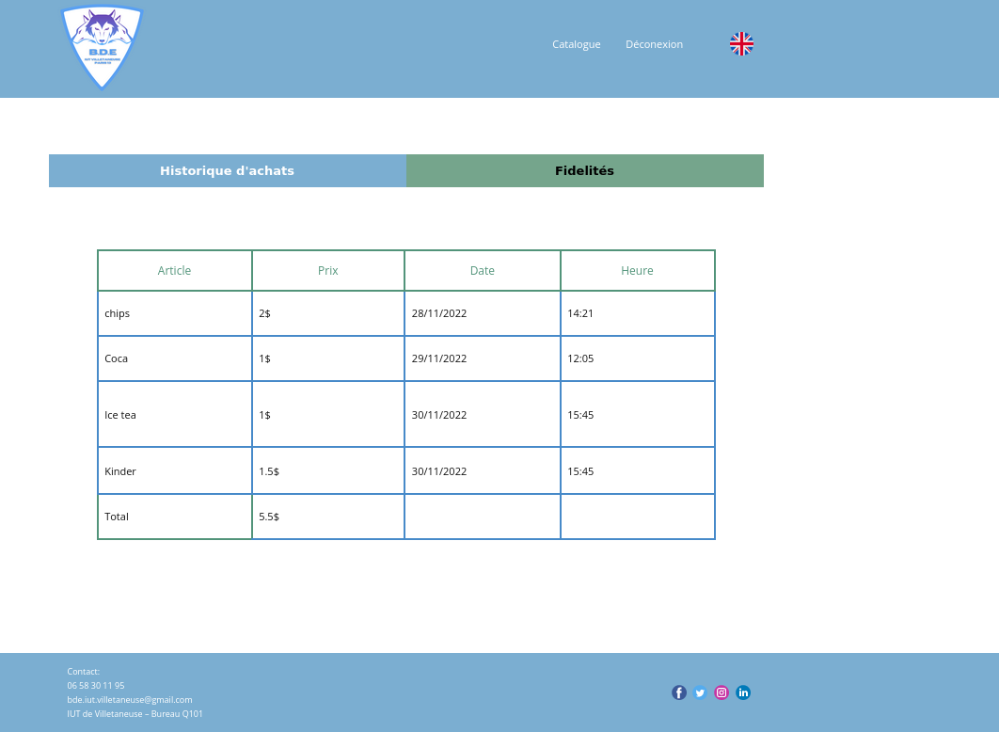 B.D.E
IUT VILLETANEUSE
Catalogue Déconexion
Historique d'achats Fidelités
Article Prix Date Heure
chips 2$ 28/11/2022 14:21
Coca 1$ 29/11/2022 12:05
Ice tea 1$ 30/11/2022 15:45
Kinder 1.5$ 30/11/2022 15:45
Total 5.5$
Contact:
06 58 30 11 95
bde.iut.villetaneuse@gmail.com
IUT de Villetaneuse – Bureau Q101